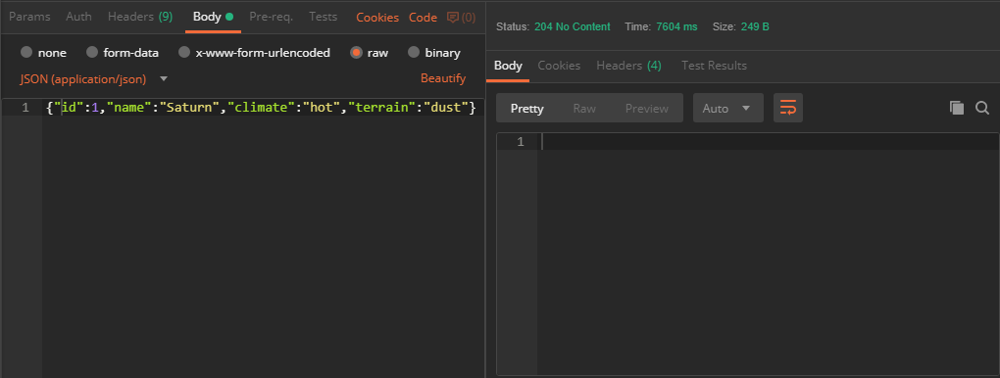 Params Auth Headers (9) Body Pre-req. Tests Cookies Code (0)
none form-data x-www-form-urlencoded raw binary
JSON (application/json) Beautify
1 {"id":1,"name":"Saturn","climate":"hot","terrain":"dust"}
Status: 204 No Content Time: 7604 ms Size: 249 B
Body Cookies Headers (4) Test Results
Pretty Raw Preview Auto
1